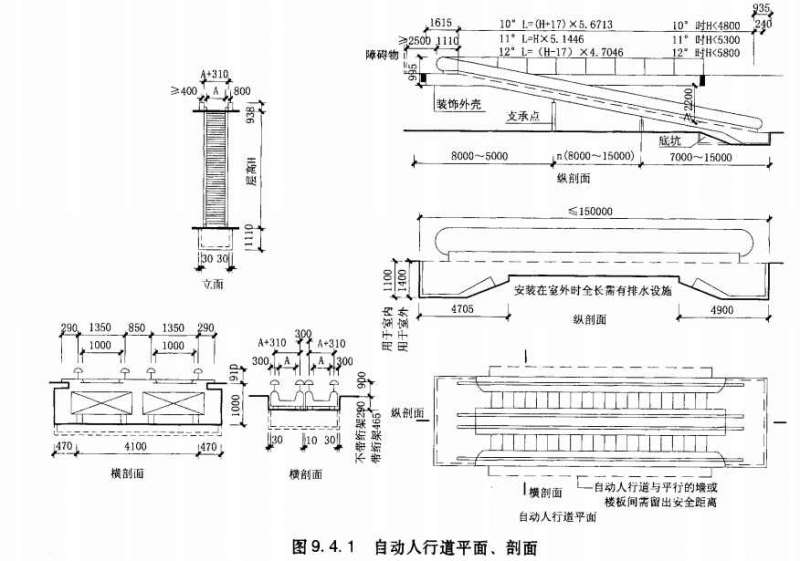 935
1615
10° L=(H+17)×5.6713
10° 时H<4800
240
≥2500
1110
11° L=H×5.1446
11° 时H<5300
障碍物
12° L= (H-17) ×4.7046
12° 时H<5800
A+310
995
≥400
A
800
装饰外壳
≥2200
938
支承点
底坑
层高H
8000～5000
n(8000～15000)
7000～15000
纵剖面
1110
≤150000
30 30
立面
1100
1400
安装在室外时全长需有排水设施
4705
4900
用于室内
用于室外
纵剖面
290
1350
850
1350
290
300
A+310
A+310
1000
1000
300
A
A
300
910
900
1000
不带桁架290
带桁架465
纵剖面
470
4100
470
30
10
30
横剖面
横剖面
横剖面
自动人行道与平行的墙或
楼板间需留出安全距离
自动人行道平面
图9.4.1 自动人行道平面、剖面